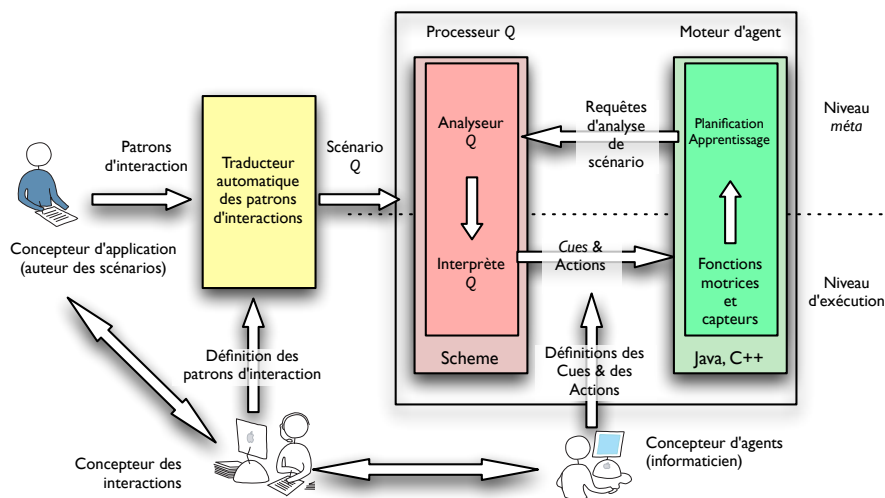 Processeur Q
Moteur d'agent
Patrons
d'interaction
Traducteur
automatique
des patrons
d'interactions
Scénario
Q
Analyseur
Q
Requêtes
d'analyse
de
scénario
Planification
Apprentissage
Niveau
méta
Concepteur d'application
(auteur des scénarios)
Interprète
Q
Cues &
Actions
Fonctions
motrices
et
capteurs
Niveau
d'exécution
Scheme
Java, C++
Définition des
patrons d'interaction
Définitions des
Cues & des
Actions
Concepteur des
interactions
Concepteur d'agents
(informaticien)